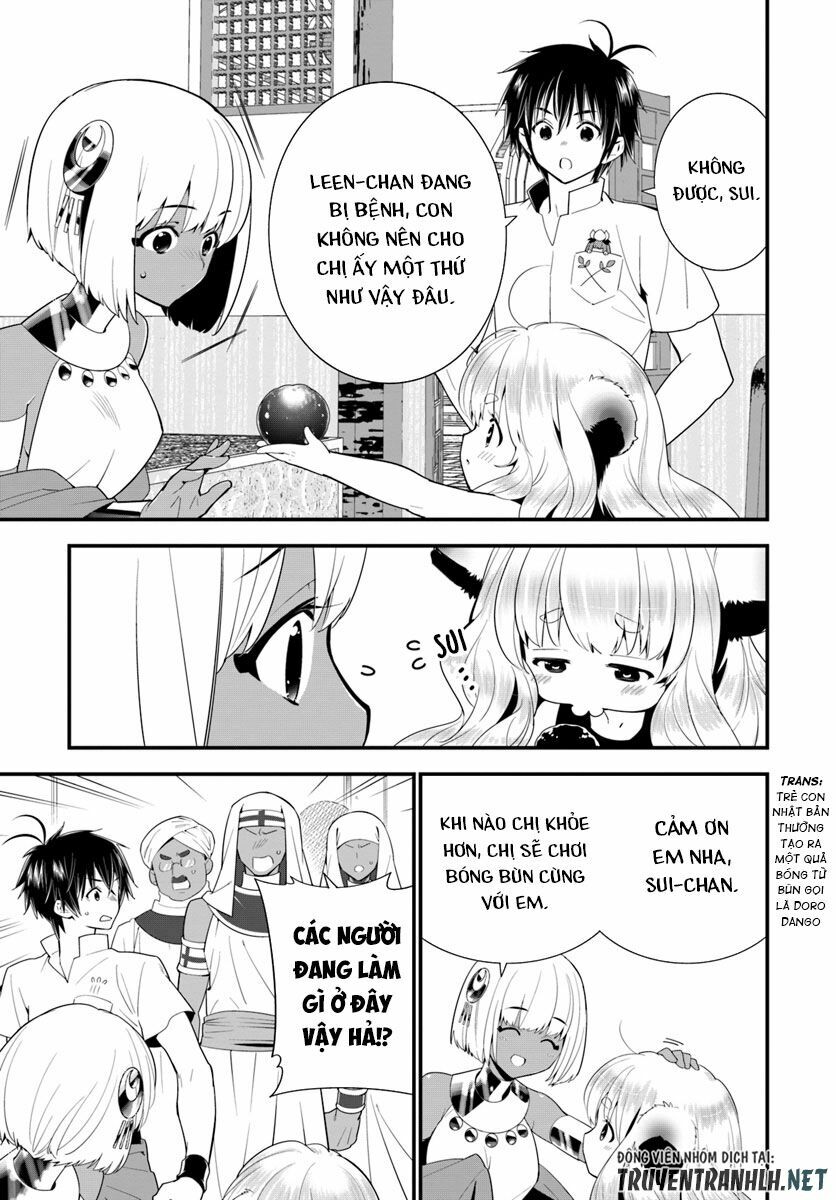 KHÔNG
ĐƯỢC, SUI.
LEEN-CHAN ĐANG
BỊ BỆNH, CON
KHÔNG NÊN CHO
CHỊ ẤY MỘT THỨ
NHƯ VẬY ĐÂU.
SUI
......
CẢM ƠN
EM NHA,
SUI-CHAN.
KHI NÀO CHỊ KHỎE
HƠN, CHỊ SẼ CHƠI
BÓNG BÙN CÙNG
VỚI EM.
TRANS:
TRẺ CON
NHẬT BẢN
THƯỜNG
TẠO RA
MỘT QUẢ
BÓNG TỪ
BÙN GỌI
LÀ DORO
DANGO
CÁC NGƯỜI
ĐANG LÀM
GÌ Ở ĐÂY
VẬY HẢ!?
ĐỘNG VIÊN NHÓM DỊCH TẠI:
TRUYENTRANHLH.NET